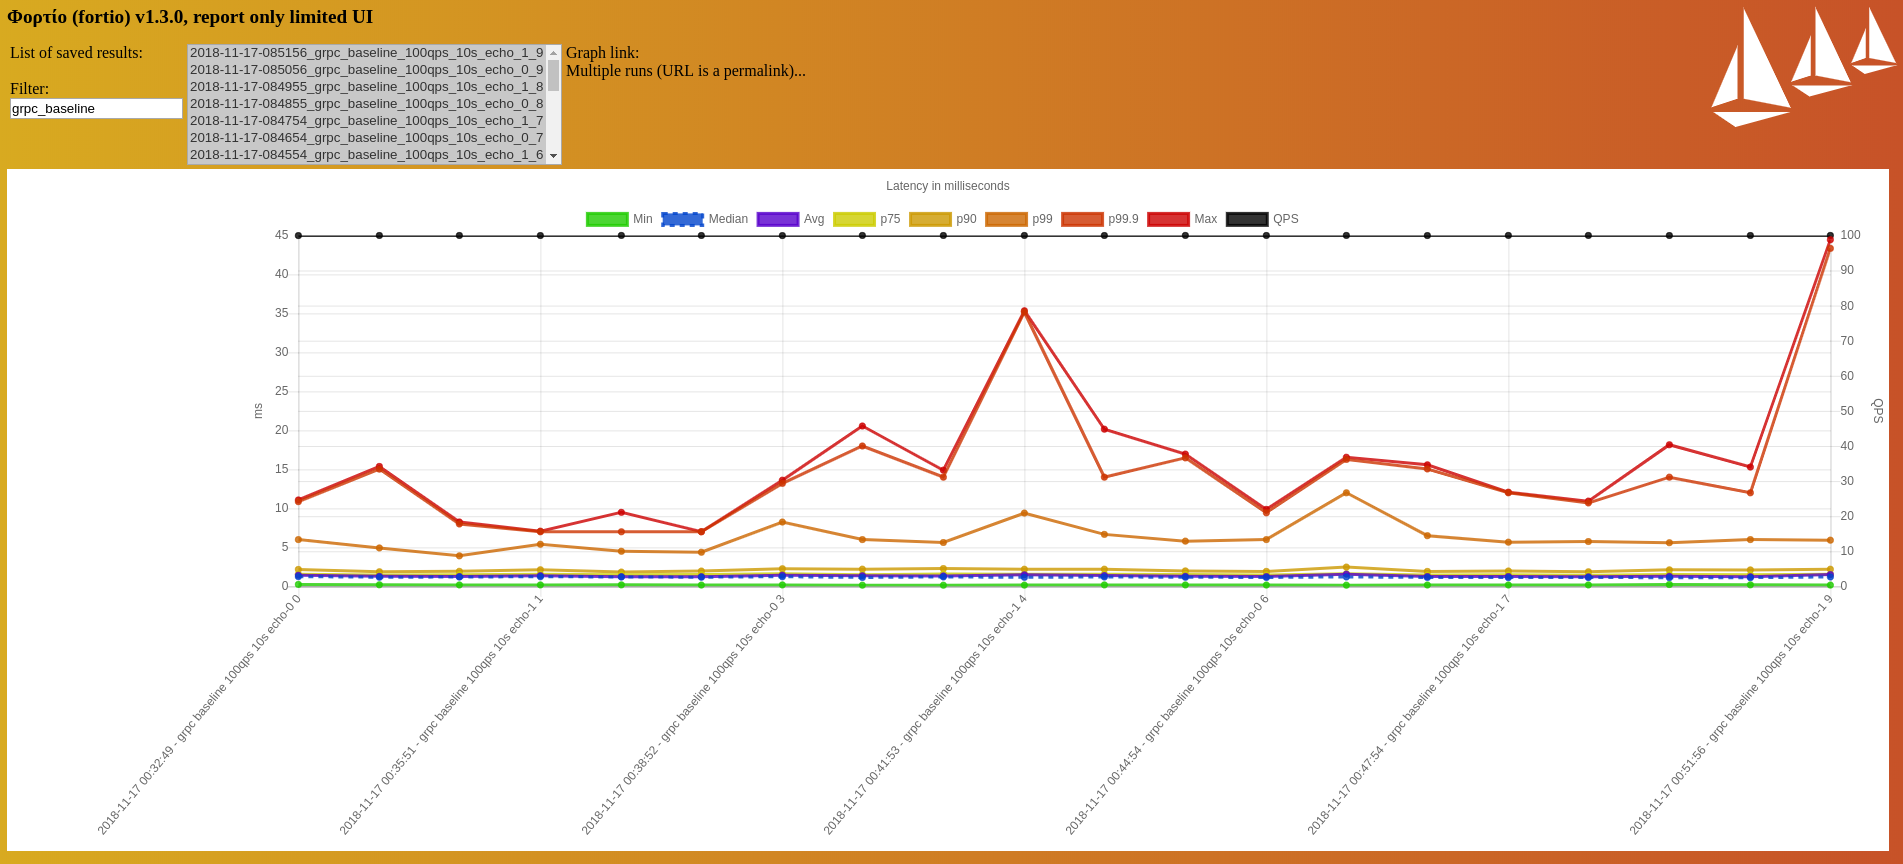 Φορτίο (fortio) v1.3.0, report only limited UI
List of saved results:
Filter:
grpc_baseline
2018-11-17-085156_grpc_baseline_100qps_10s_echo_1_9
2018-11-17-085056_grpc_baseline_100qps_10s_echo_0_9
2018-11-17-084955_grpc_baseline_100qps_10s_echo_1_8
2018-11-17-084855_grpc_baseline_100qps_10s_echo_0_8
2018-11-17-084754_grpc_baseline_100qps_10s_echo_1_7
2018-11-17-084654_grpc_baseline_100qps_10s_echo_0_7
2018-11-17-084554_grpc_baseline_100qps_10s_echo_1_6
Graph link:
Multiple runs (URL is a permalink)...
Latency in milliseconds
Min Median Avg p75 p90 p99 p99.9 Max QPS
45
40
35
30
25
20
15
10
5
0
ms
100
90
80
70
60
50
40
30
20
10
0
QPS
2018-11-17 00:32:49 - grpc baseline 100qps 10s echo-0 0
2018-11-17 00:35:51 - grpc baseline 100qps 10s echo-1 1
2018-11-17 00:38:52 - grpc baseline 100qps 10s echo-0 3
2018-11-17 00:41:53 - grpc baseline 100qps 10s echo-1 4
2018-11-17 00:44:54 - grpc baseline 100qps 10s echo-0 6
2018-11-17 00:47:54 - grpc baseline 100qps 10s echo-1 7
2018-11-17 00:51:56 - grpc baseline 100qps 10s echo-1 9